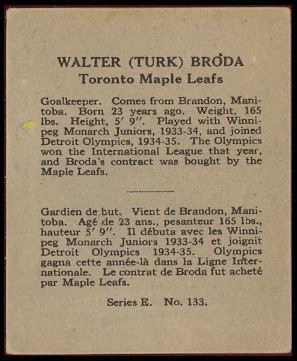 WALTER (TURK) BRODA
Toronto Maple Leafs
Goalkeeper. Comes from Brandon, Mani-
toba. Born 23 years ago. Weight, 165
lbs. Height, 5' 9". Played with Winni-
peg Monarch Juniors, 1933-34, and joined
Detroit Olympics, 1934-35. The Olympics
won the International League that year,
and Broda's contract was bought by the
Maple Leafs.
Gardien de but. Vient de Brandon, Mani-
toba. Agé de 23 ans., pesanteur 165 lbs.,
hauteur 5' 9". Il débuta avec les Winni-
peg Monarch Juniors 1933-34 et joignit
Detroit Olympics 1934-35. Olympics
gagna cette année-là dans la Ligne Inter-
nationale. Le contrat de Broda fut acheté
par Maple Leafs.
Series E. No. 133.